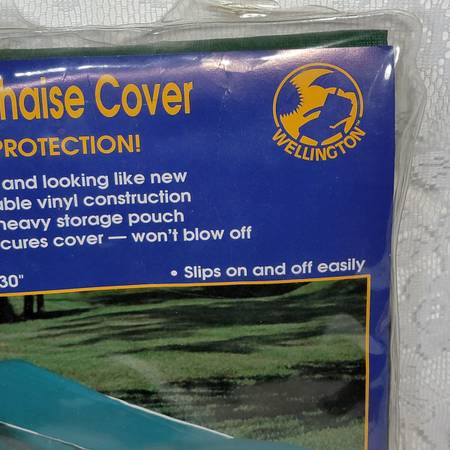 haise Cover
PROTECTION!
and looking like new
able vinyl construction
heavy storage pouch
cures cover — won't blow off
30"
• Slips on and off easily
WELLINGTON™